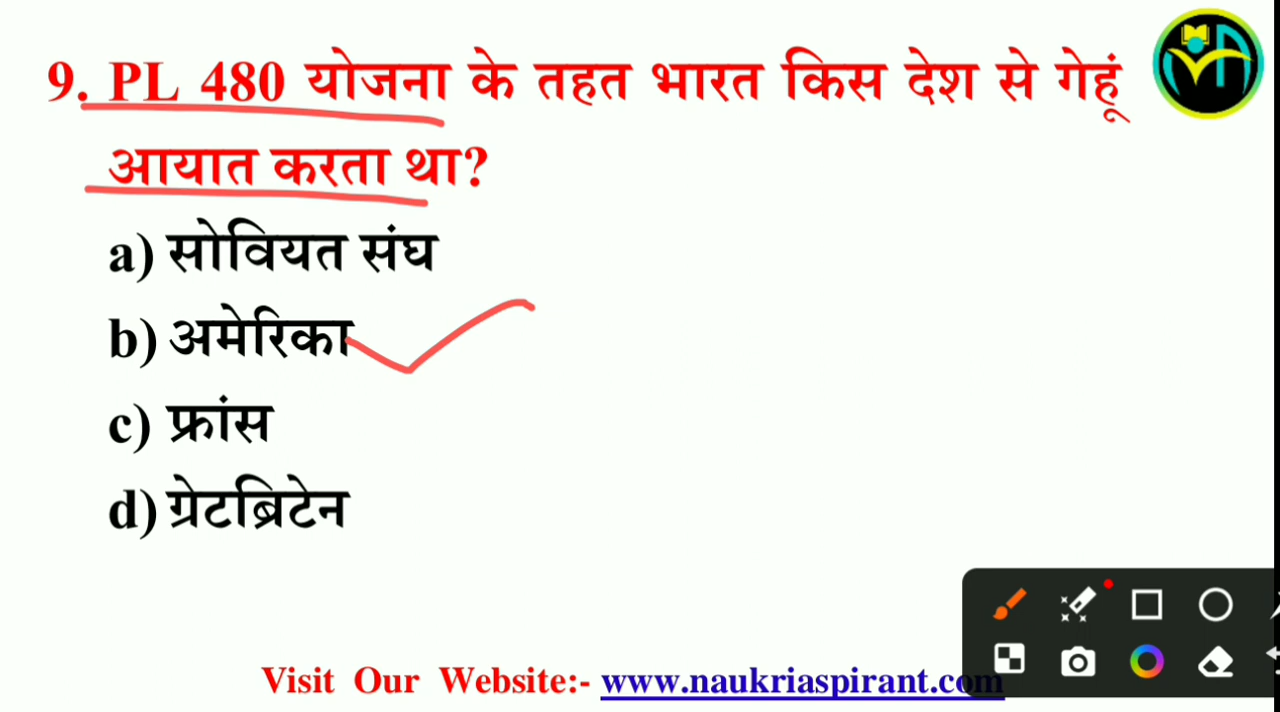 9. PL 480 योजना के तहत भारत किस देश से गेहूं
आयात करता था?
a) सोवियत संघ
b) अमेरिका
c) फ्रांस
d) ग्रेटब्रिटेन
Visit Our Website:- www.naukriaspirant.com